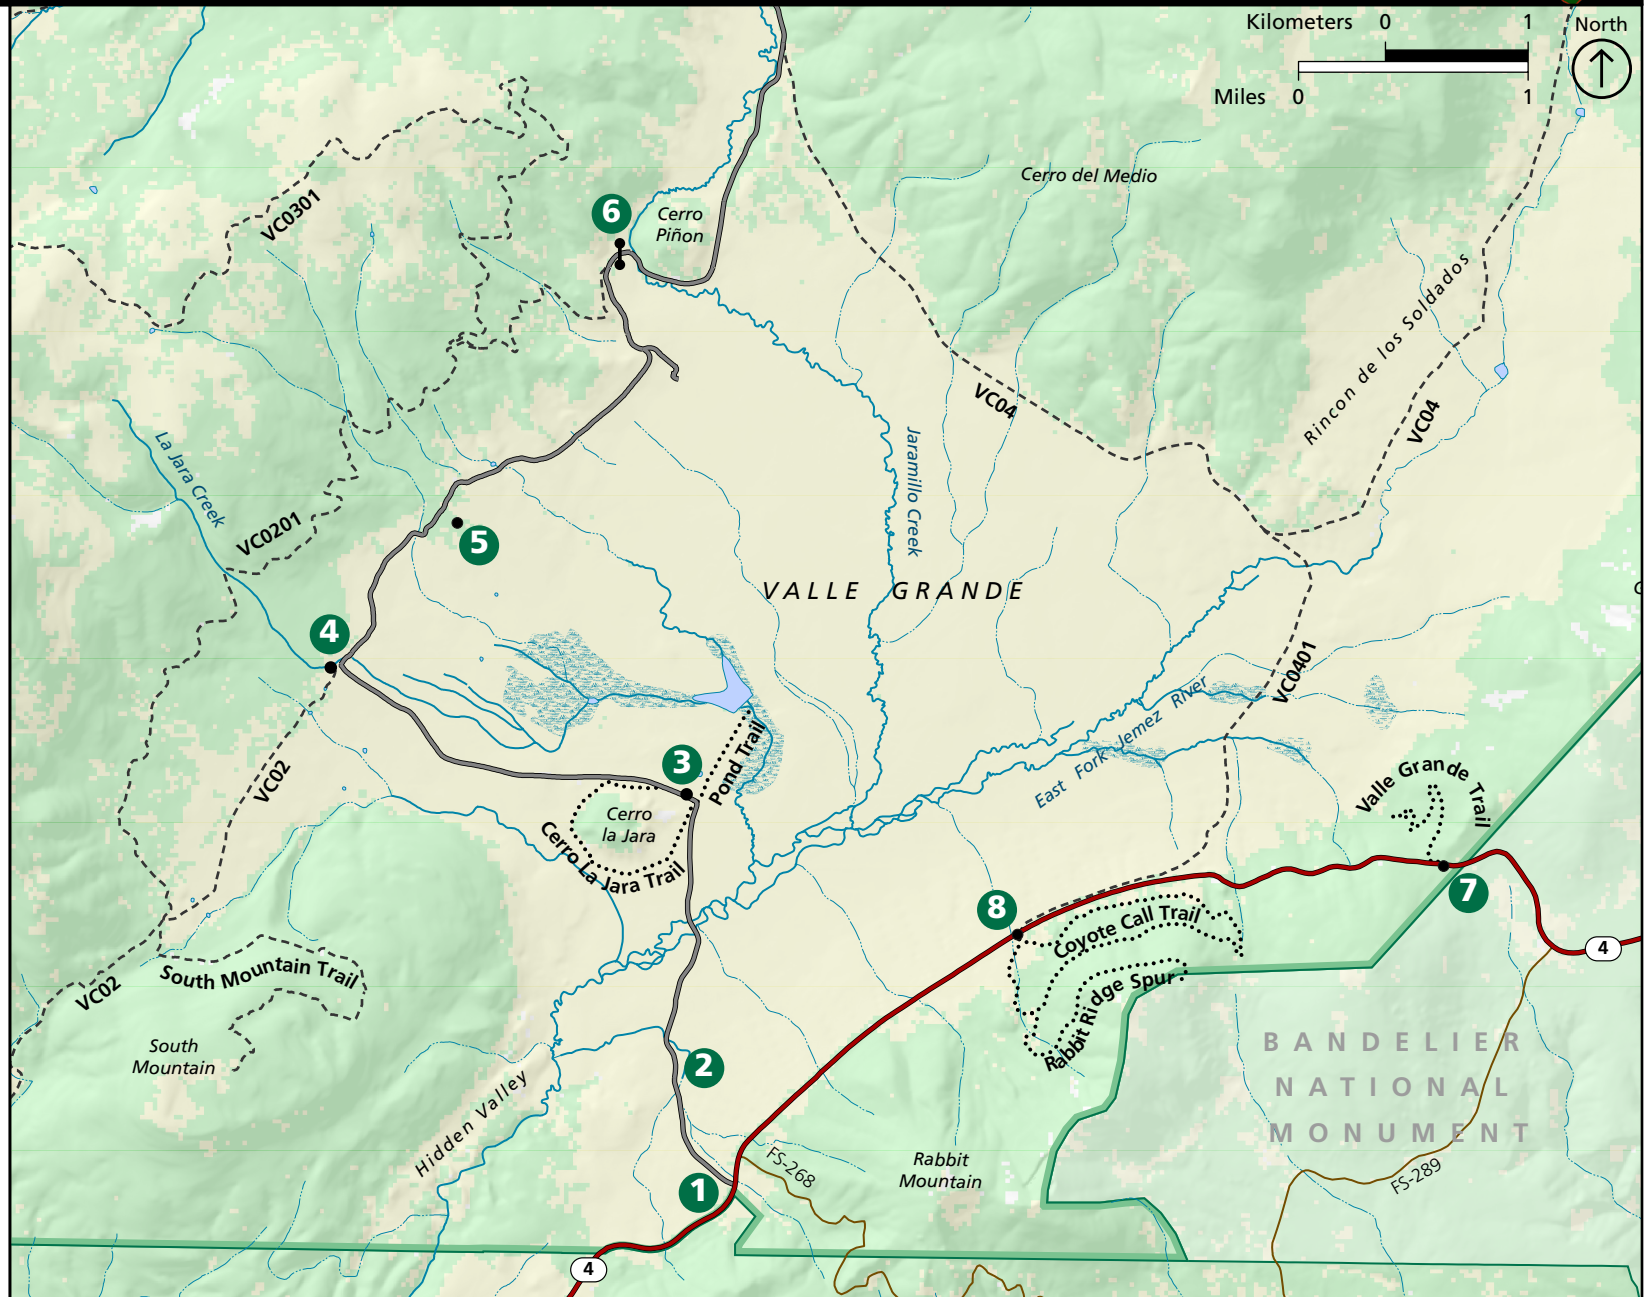 Kilometers 0 1
North
Miles 0 1
Cerro del Medio
VC0301
6
Cerro
Piñon
Rincon de los Soldados
VC04
VC04
La Jara Creek
Jaramillo Creek
VC0201
5
VALLE GRANDE
4
VC0401
East Fork Jemez River
3
Pond Trail
VC02
Cerro
la Jara
Cerro La Jara Trail
Valle Grande Trail
7
8
Coyote Call Trail
4
South Mountain Trail
VC02
Rabbit Ridge Spur
South
Mountain
2
BANDELIER
NATIONAL
MONUMENT
Hidden Valley
FS-268
Rabbit
Mountain
FS-289
1
4